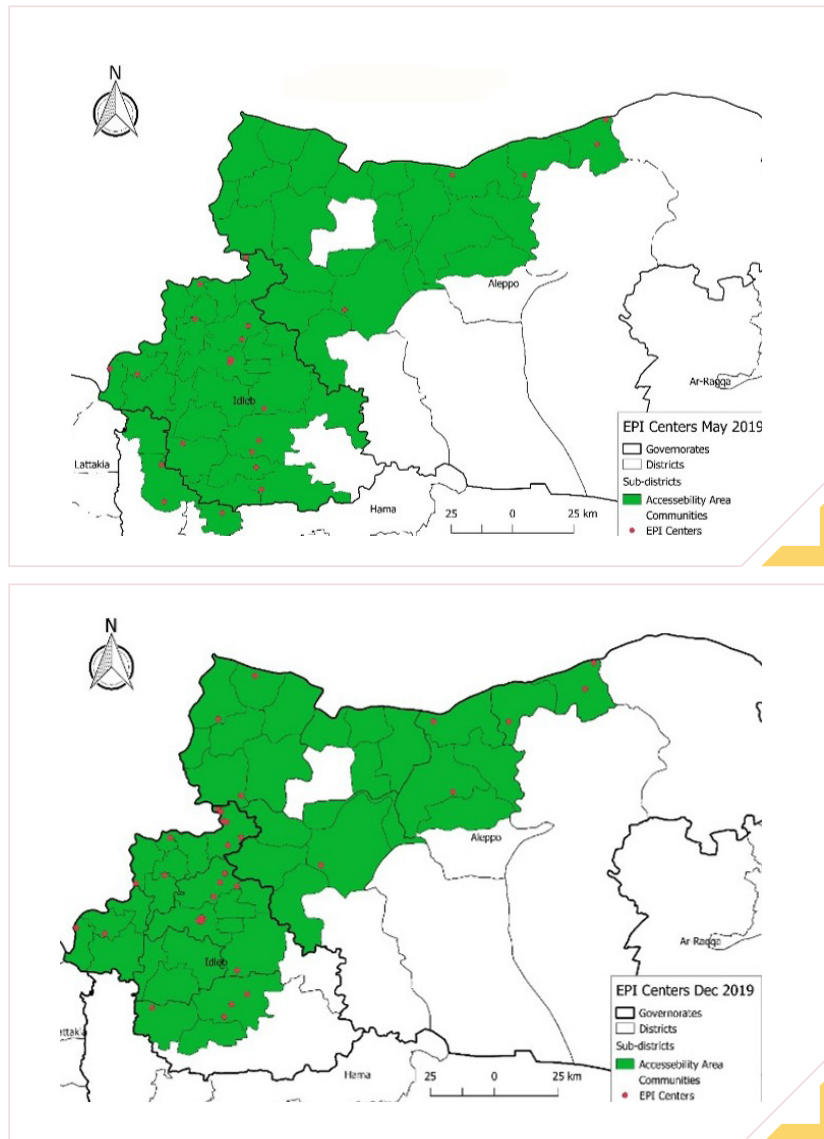 N
Aleppo
Ar-Raqqa
Idleb
EPI Centers May 2019
Governorates
Districts
Lattakia
Sub-districts
Accessebility Area
Hama
Communities
25 0 25 km
EPI Centers
N
Aleppo
Ar Raqqa
Idleb
EPI Centers Dec 2019
Governorates
Districts
attakia
Sub-districts
Accessebility Area
Hama
Communities
25 0 25 km
EPI Centers